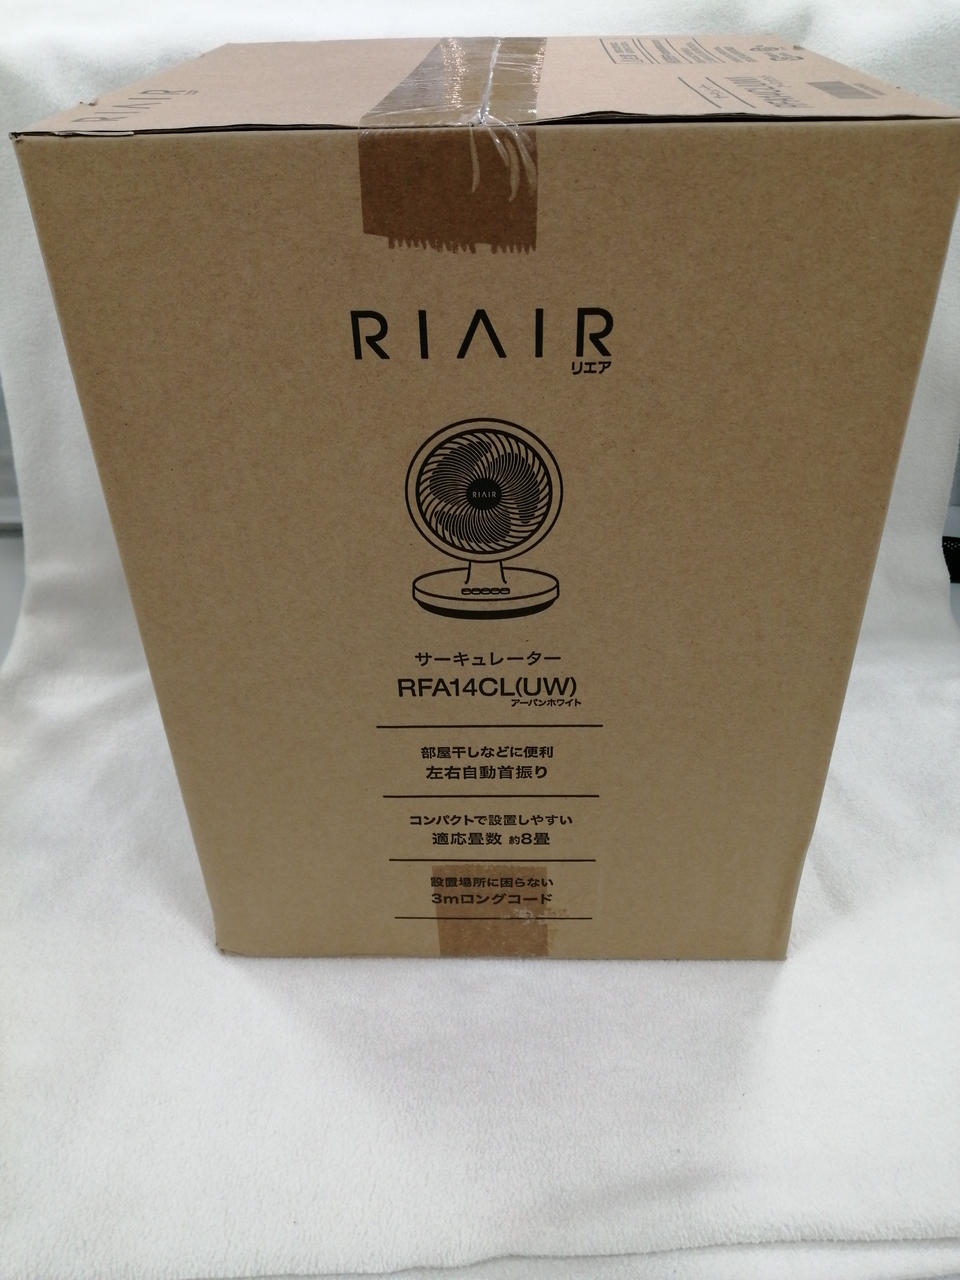 RIAIR
RIAIR
リエア
RIAIR
サーキュレーター
RFA14CL(UW)
アーバンホワイト
部屋干しなどに便利
左右自動首振り
コンパクトで設置しやすい
適応畳数 約8畳
設置場所に困らない
3mロングコード